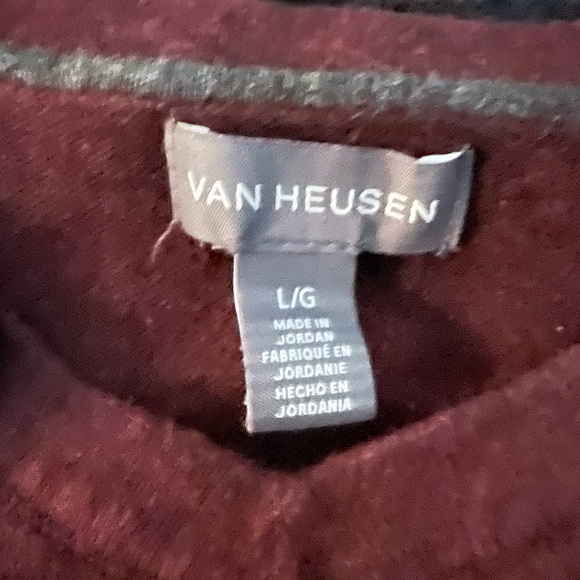 VAN HEUSEN
L/G
MADE IN
JORDAN
FABRIQUÉ EN
JORDANIE
HECHO EN
JORDANIA